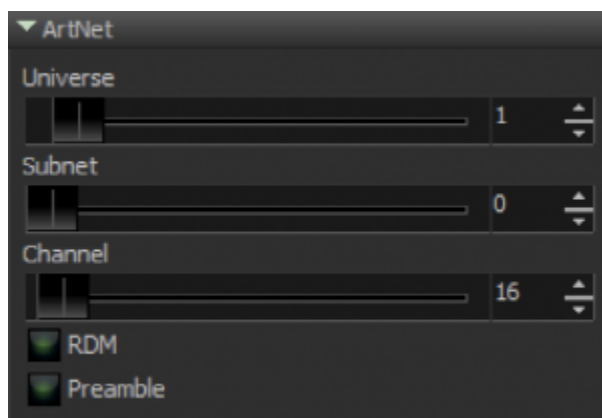 ArtNet
Universe
1
Subnet
0
Channel
16
RDM
Preamble